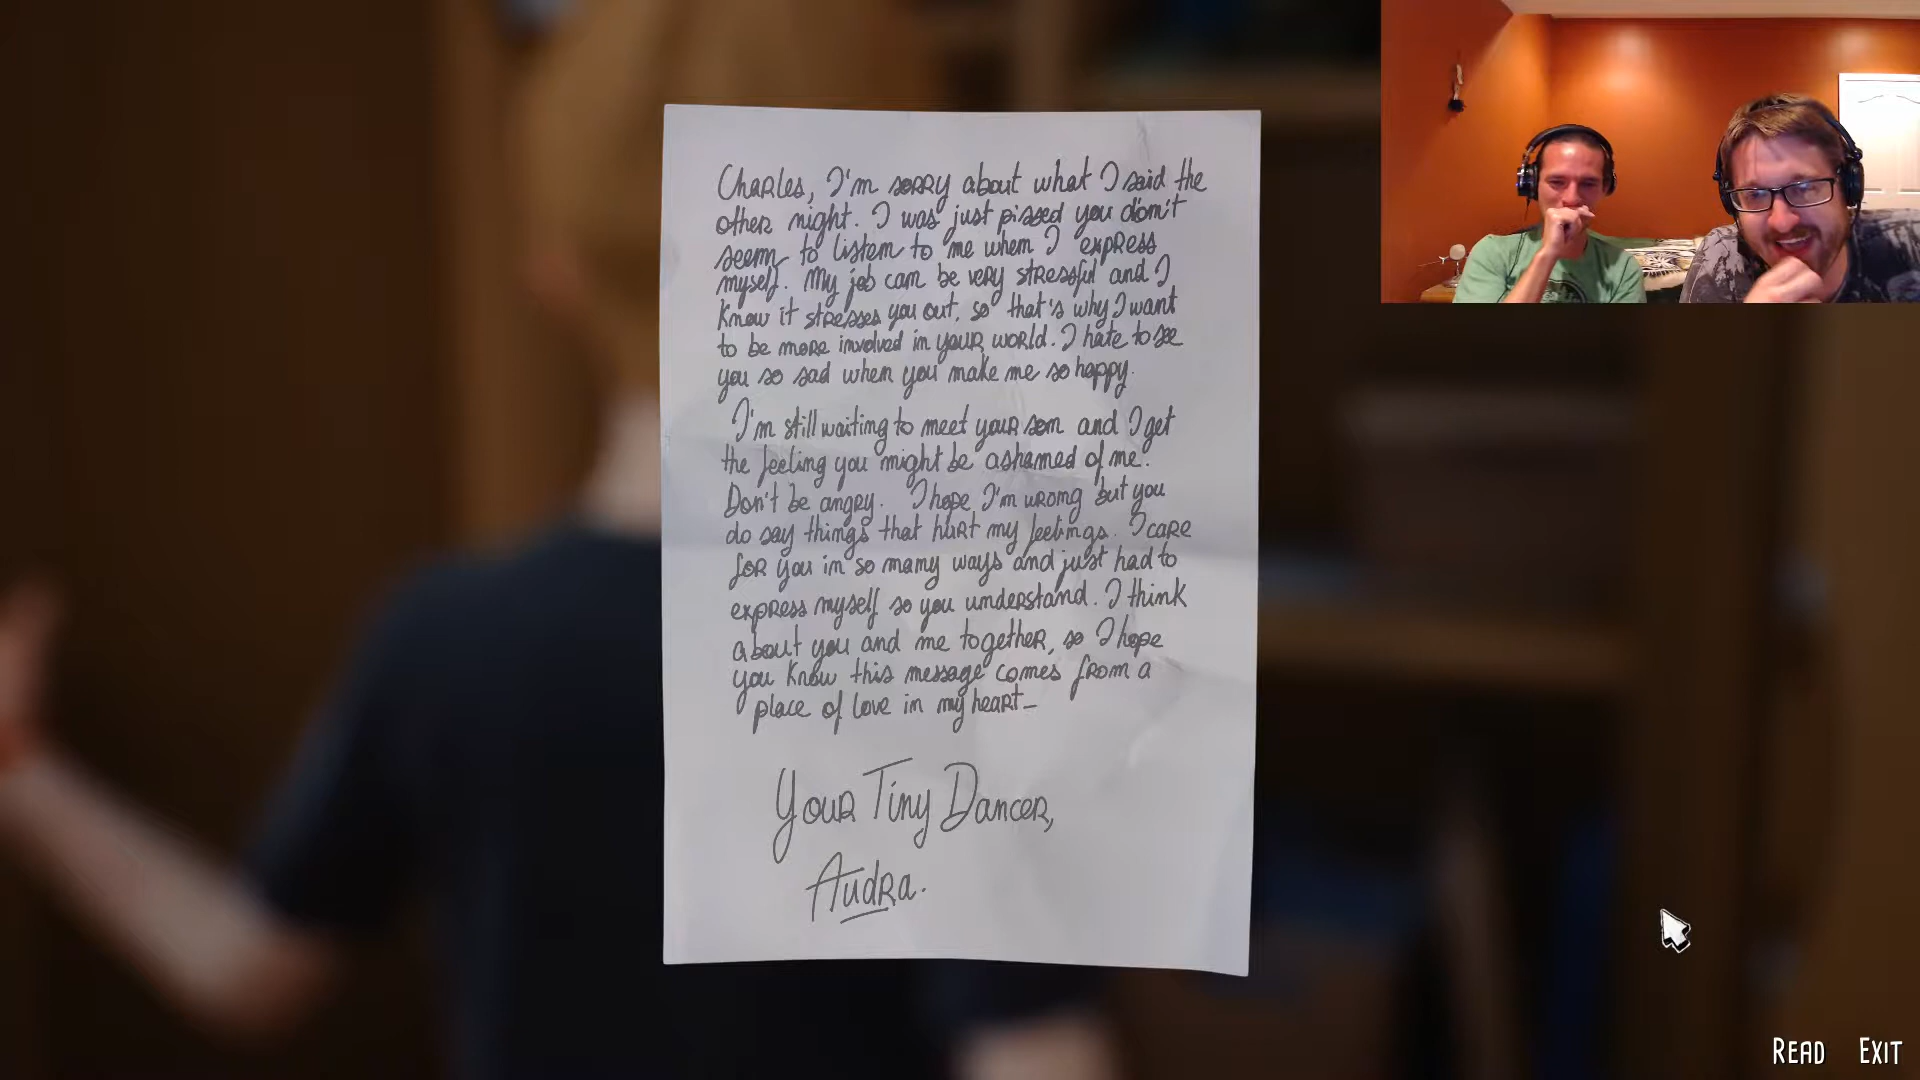 Charles, I'm sorry about what I said the
other night. I was just pissed you don't
seem to listen to me when I express
myself. My job can be very stressful and I
know it stresses you out, so that's why I want
to be more involved in your world. I hate to see
you so sad when you make me so happy.
I'm still waiting to meet your son and I get
the feeling you might be ashamed of me.
Don't be angry. I hope I'm wrong but you
do say things that hurt my feelings. I care
for you in so many ways and just had to
express myself so you understand. I think
about you and me together, so I hope
you know this message comes from a
place of love in my heart_
Your Tiny Dancer,
Audra.
READ EXIT